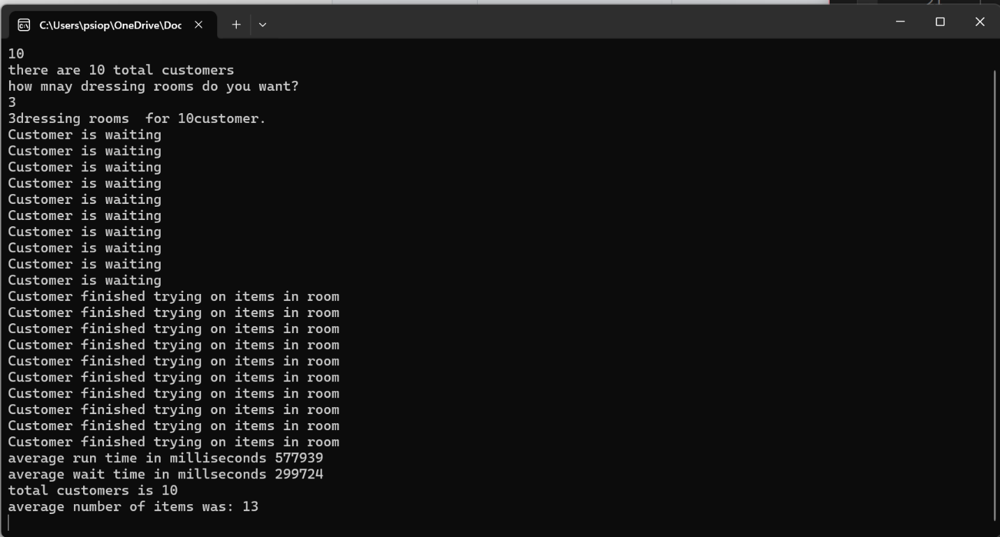 C:\Users\psiop\OneDrive\Doc
10
there are 10 total customers
how mnay dressing rooms do you want?
3
3dressing rooms  for 10customer.
Customer is waiting
Customer is waiting
Customer is waiting
Customer is waiting
Customer is waiting
Customer is waiting
Customer is waiting
Customer is waiting
Customer is waiting
Customer is waiting
Customer finished trying on items in room
Customer finished trying on items in room
Customer finished trying on items in room
Customer finished trying on items in room
Customer finished trying on items in room
Customer finished trying on items in room
Customer finished trying on items in room
Customer finished trying on items in room
Customer finished trying on items in room
Customer finished trying on items in room
average run time in milliseconds 577939
average wait time in millseconds 299724
total customers is 10
average number of items was: 13